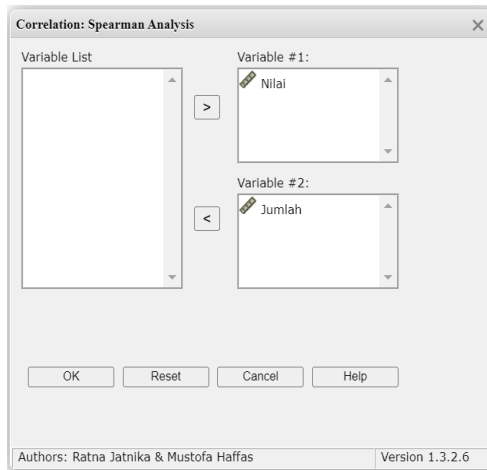 Correlation: Spearman Analysis
Variable List
Variable #1:
>
Nilai
Variable #2:
<
Jumlah
OK Reset Cancel Help
Authors: Ratna Jatnika & Mustofa Haffas Version 1.3.2.6